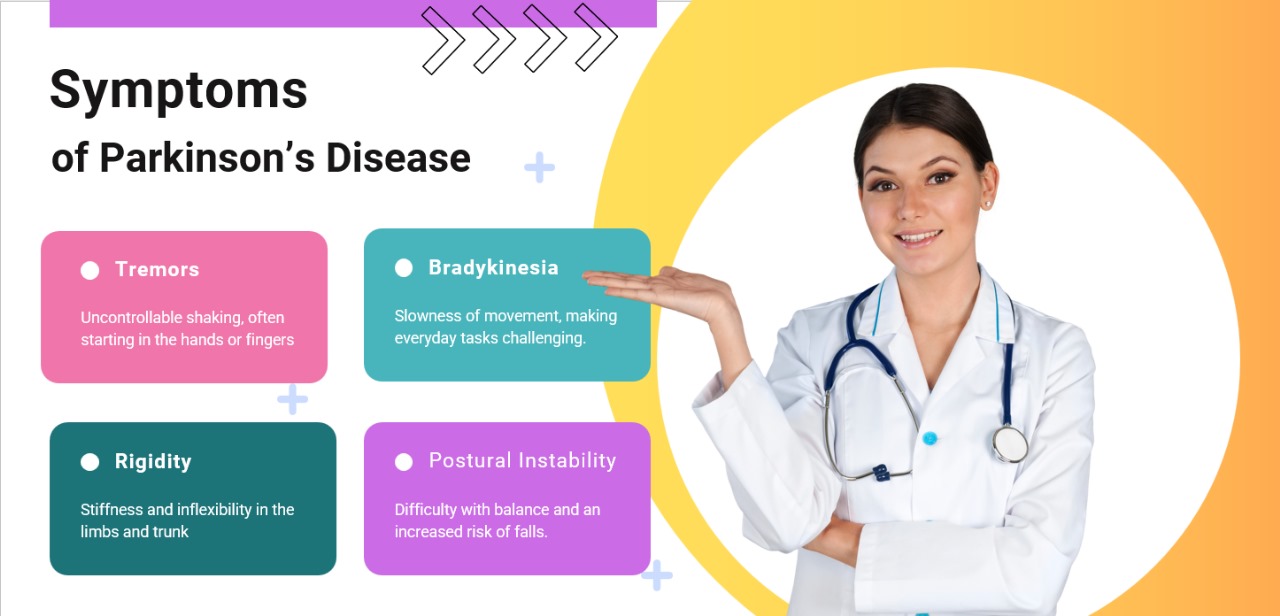 Symptoms
of Parkinson’s Disease
Tremors
Uncontrollable shaking, often
starting in the hands or fingers
Bradykinesia
Slowness of movement, making
everyday tasks challenging.
Rigidity
Stiffness and inflexibility in the
limbs and trunk
Postural Instability
Difficulty with balance and an
increased risk of falls.